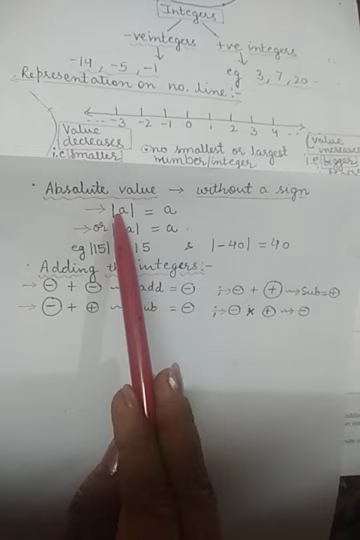 Integers
-ve integers +ve integers
-14, -5, -1 eg 3, 7, 20
Representation on no. line:-
-3 -2 -1 0 1 2 3 4
Value decreases i.e. smaller
no smallest or largest number/integer
value increases i.e. bigger
• Absolute value → without a sign
→ |a| = a
→ or | a| = a
eg |15| 15 & |-40| = 40
• Adding the integers:-
→ ⊖ + ⊖ add = ⊖ ;→ ⊖ + ⊕ → Sub = ⊕
→ ⊖ + ⊕ ub = ⊖ ;→ ⊖ × ⊕ → ⊖